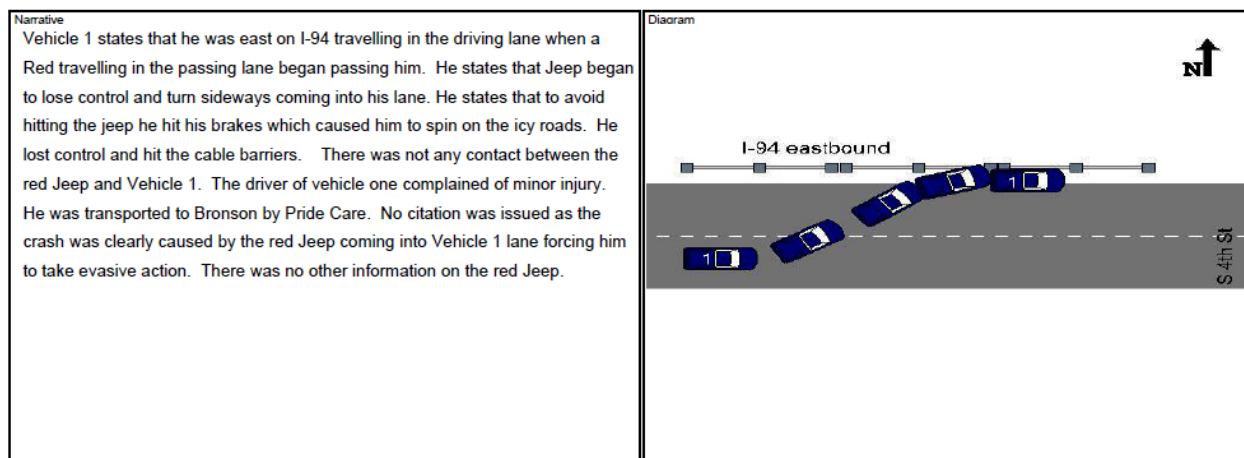 Narrative
Vehicle 1 states that he was east on I-94 travelling in the driving lane when a
Red travelling in the passing lane began passing him.  He states that Jeep began
to lose control and turn sideways coming into his lane. He states that to avoid
hitting the jeep he hit his brakes which caused him to spin on the icy roads.  He
lost control and hit the cable barriers.    There was not any contact between the
red Jeep and Vehicle 1.  The driver of vehicle one complained of minor injury.
He was transported to Bronson by Pride Care.  No citation was issued as the
crash was clearly caused by the red Jeep coming into Vehicle 1 lane forcing him
to take evasive action.  There was no other information on the red Jeep.
Diagram
N
I-94 eastbound
1
1
S 4th St